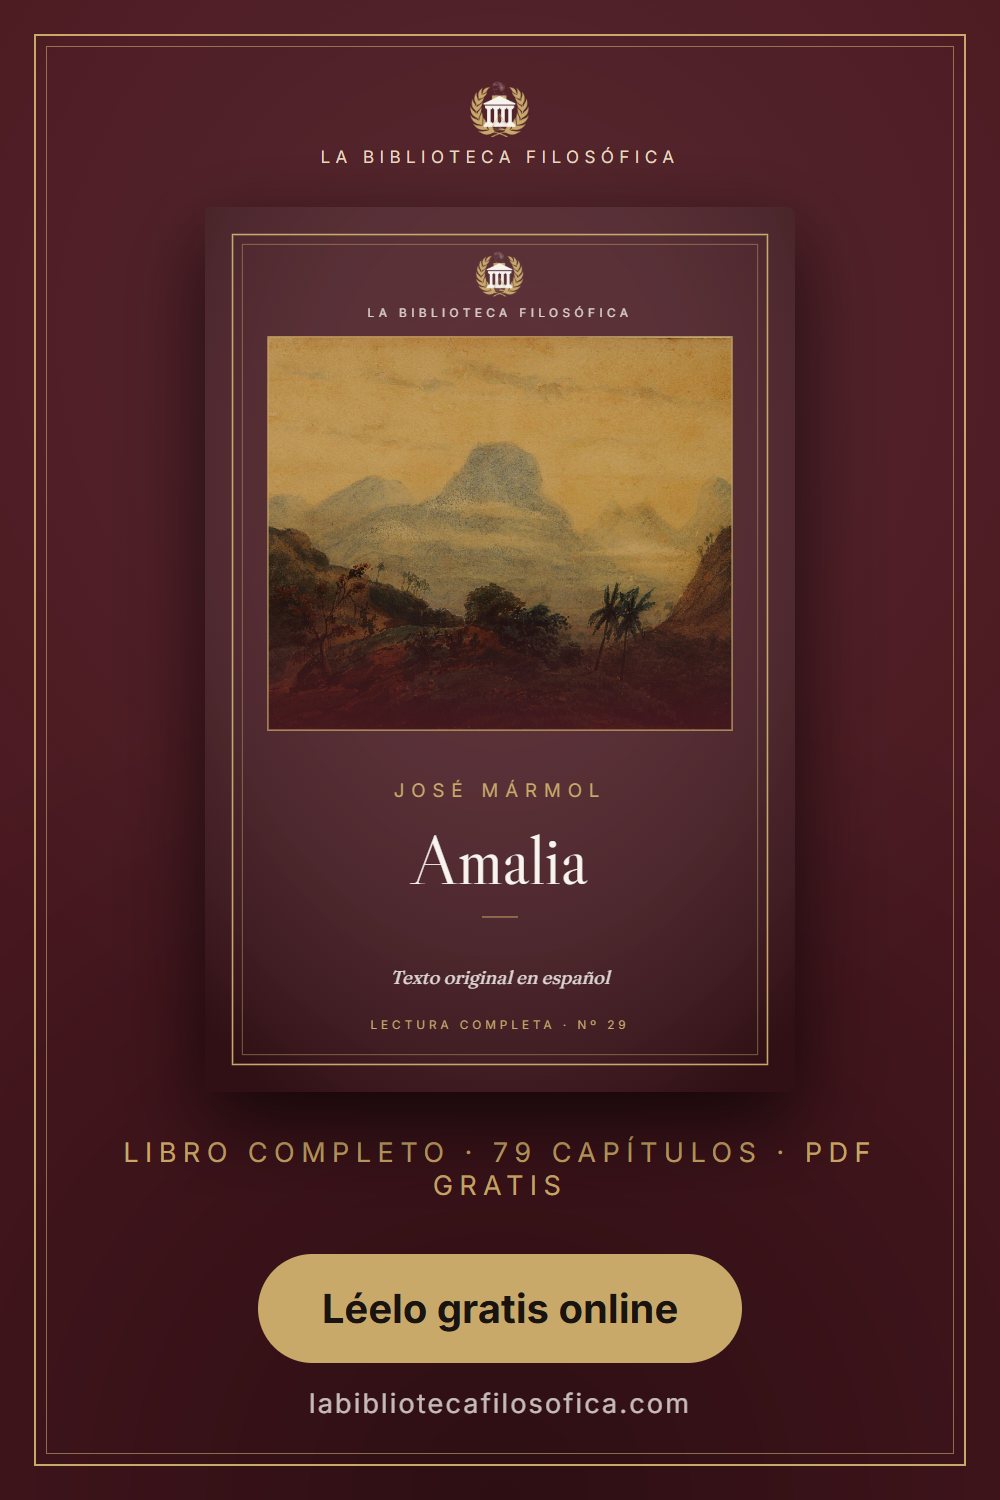 LA BIBLIOTECA FILOSÓFICA
LA BIBLIOTECA FILOSÓFICA
JOSÉ MÁRMOL
Amalia
Texto original en español
LECTURA COMPLETA · Nº 29
LIBRO COMPLETO · 79 CAPÍTULOS · PDF
GRATIS
Léelo gratis online
labibliotecafilosofica.com